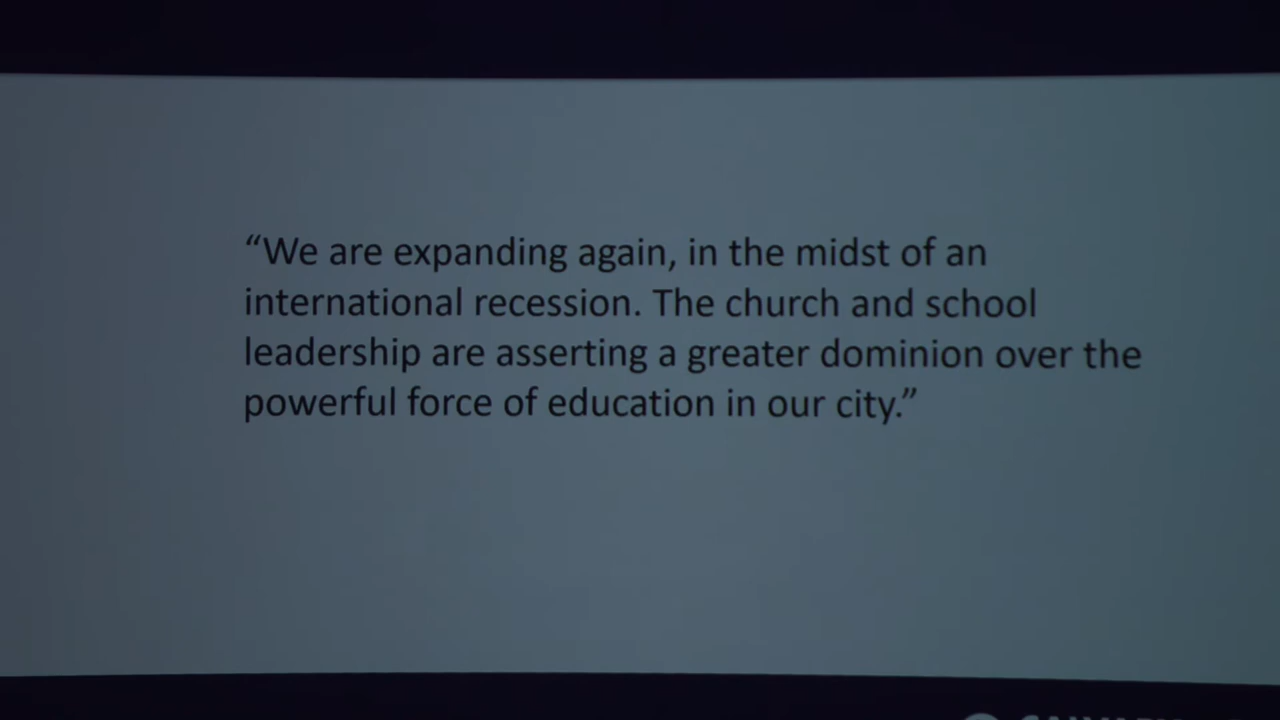 “We are expanding again, in the midst of an
international recession. The church and school
leadership are asserting a greater dominion over the
powerful force of education in our city.”